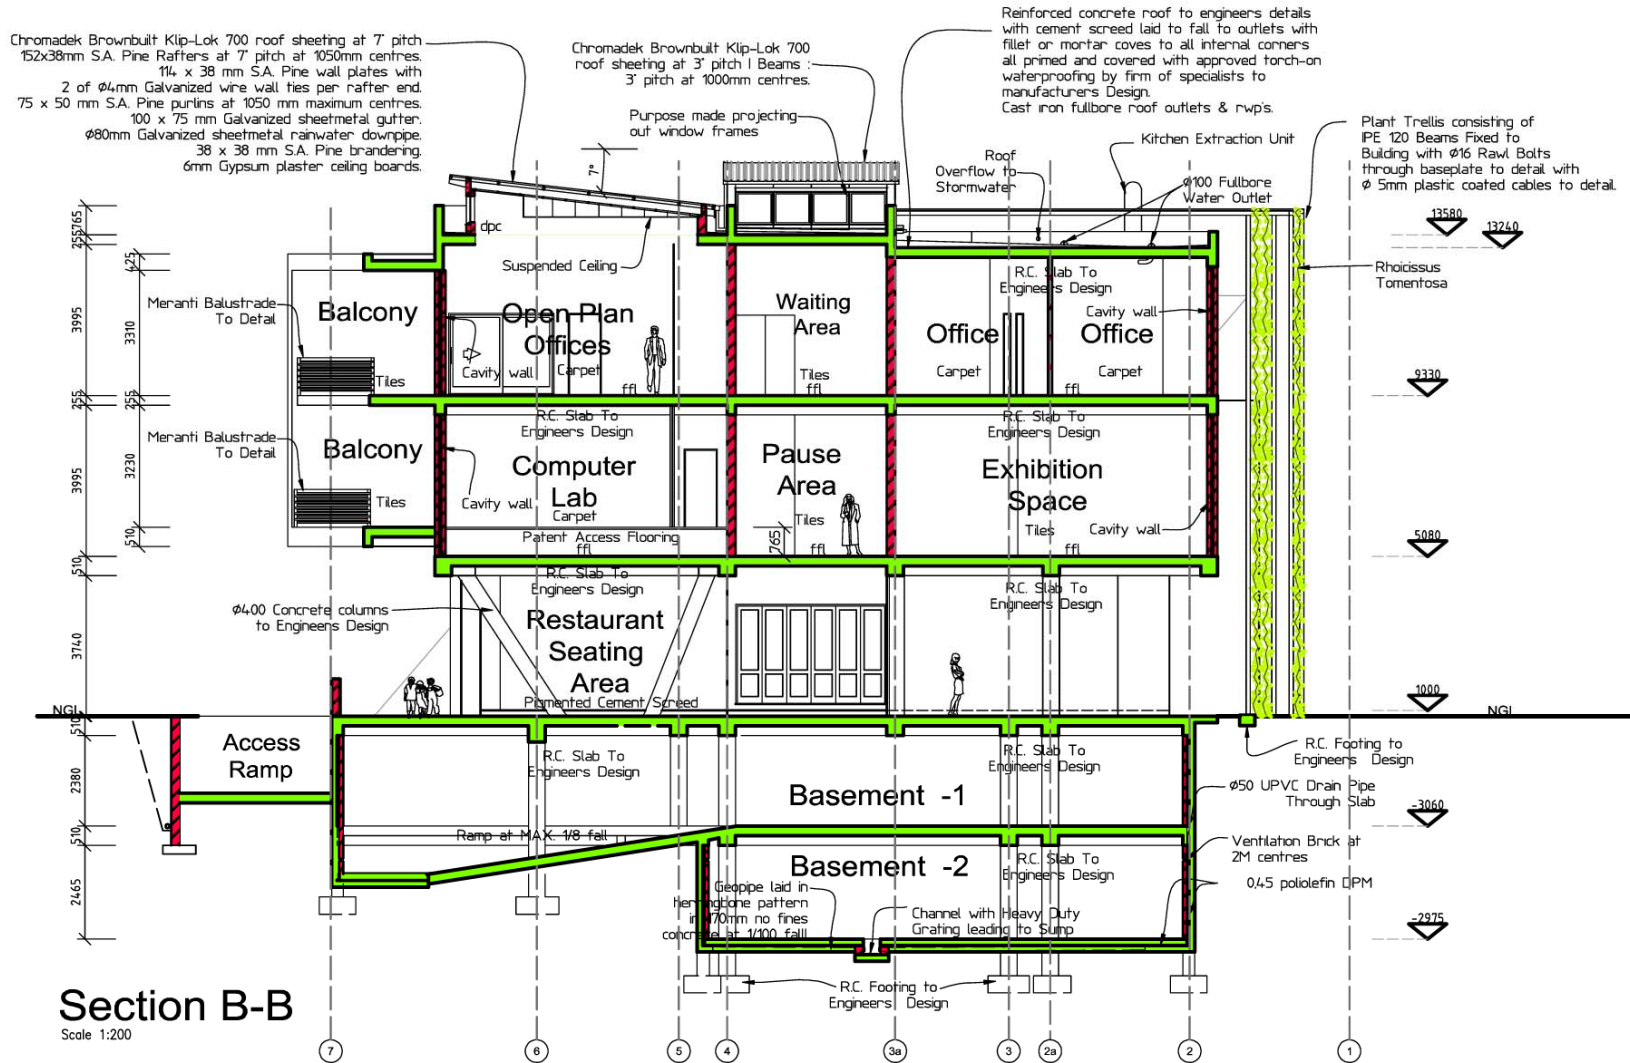 Chromadek Brownbuilt Klip-Lok 700 roof sheeting at 7° pitch
152x38mm S.A. Pine Rafters at 7° pitch at 1050mm centres.
114 x 38 mm S.A. Pine wall plates with
2 of Ø4mm Galvanized wire wall ties per rafter end.
75 x 50 mm S.A. Pine purlins at 1050 mm maximum centres.
100 x 75 mm Galvanized sheetmetal gutter.
Ø80mm Galvanized sheetmetal rainwater downpipe.
38 x 38 mm S.A. Pine brandering.
6mm Gypsum plaster ceiling boards.
Chromadek Brownbuilt Klip-Lok 700
roof sheeting at 3° pitch I Beams :
3° pitch at 1000mm centres.
Purpose made projecting
out window frames
Reinforced concrete roof to engineers details
with cement screed laid to fall to outlets with
fillet or mortar coves to all internal corners
all primed and covered with approved torch-on
waterproofing by firm of specialists to
manufacturers Design.
Cast iron fullbore roof outlets & rwp's.
Kitchen Extraction Unit
Plant Trellis consisting of
IPE 120 Beams Fixed to
Building with Ø16 Rawl Bolts
through baseplate to detail with
Ø 5mm plastic coated cables to detail.
Roof
Overflow to
Stormwater
Ø100 Fullbore
Water Outlet
7°
765
255
dpc
13580
13240
425
Suspended Ceiling
R.C. Slab To
Engineers Design
Rhoicissus
Tomentosa
Meranti Balustrade
To Detail
Balcony
Open Plan
Offices
Waiting
Area
Office
Office
Cavity wall
3995
3310
Tiles
Cavity wall
Carpet
ffl
Tiles
ffl
Carpet
ffl
Carpet
9330
255
255
R.C. Slab To
Engineers Design
R.C. Slab To
Engineers Design
Meranti Balustrade
To Detail
Balcony
Computer
Lab
Pause
Area
Exhibition
Space
3995
3230
Tiles
Cavity wall
Carpet
Tiles
Tiles
Cavity wall
510
Patent Access Flooring
ffl
765
ffl
ffl
5080
510
R.C. Slab To
Engineers Design
R.C. Slab To
Engineers Design
Ø400 Concrete columns
to Engineers Design
Restaurant
Seating
Area
3740
Pigmented Cement Screed
1000
NGL
NGL
510
Access
Ramp
R.C. Slab To
Engineers Design
R.C. Slab To
Engineers Design
R.C. Footing to
Engineers Design
2380
Basement -1
Ø50 UPVC Drain Pipe
Through Slab
-3060
510
Ramp at MAX. 1/8 fall
Ventilation Brick at
2M centres
Basement -2
R.C. Slab To
Engineers Design
0,45 poliolefin DPM
2465
Geopipe laid in
herringbone pattern
in 170mm no fines
concrete at 1/100 fall
Channel with Heavy Duty
Grating leading to Sump
-2975
R.C. Footing to
Engineers Design
Section B-B
Scale 1:200
7
6
5
4
3a
3
2a
2
1